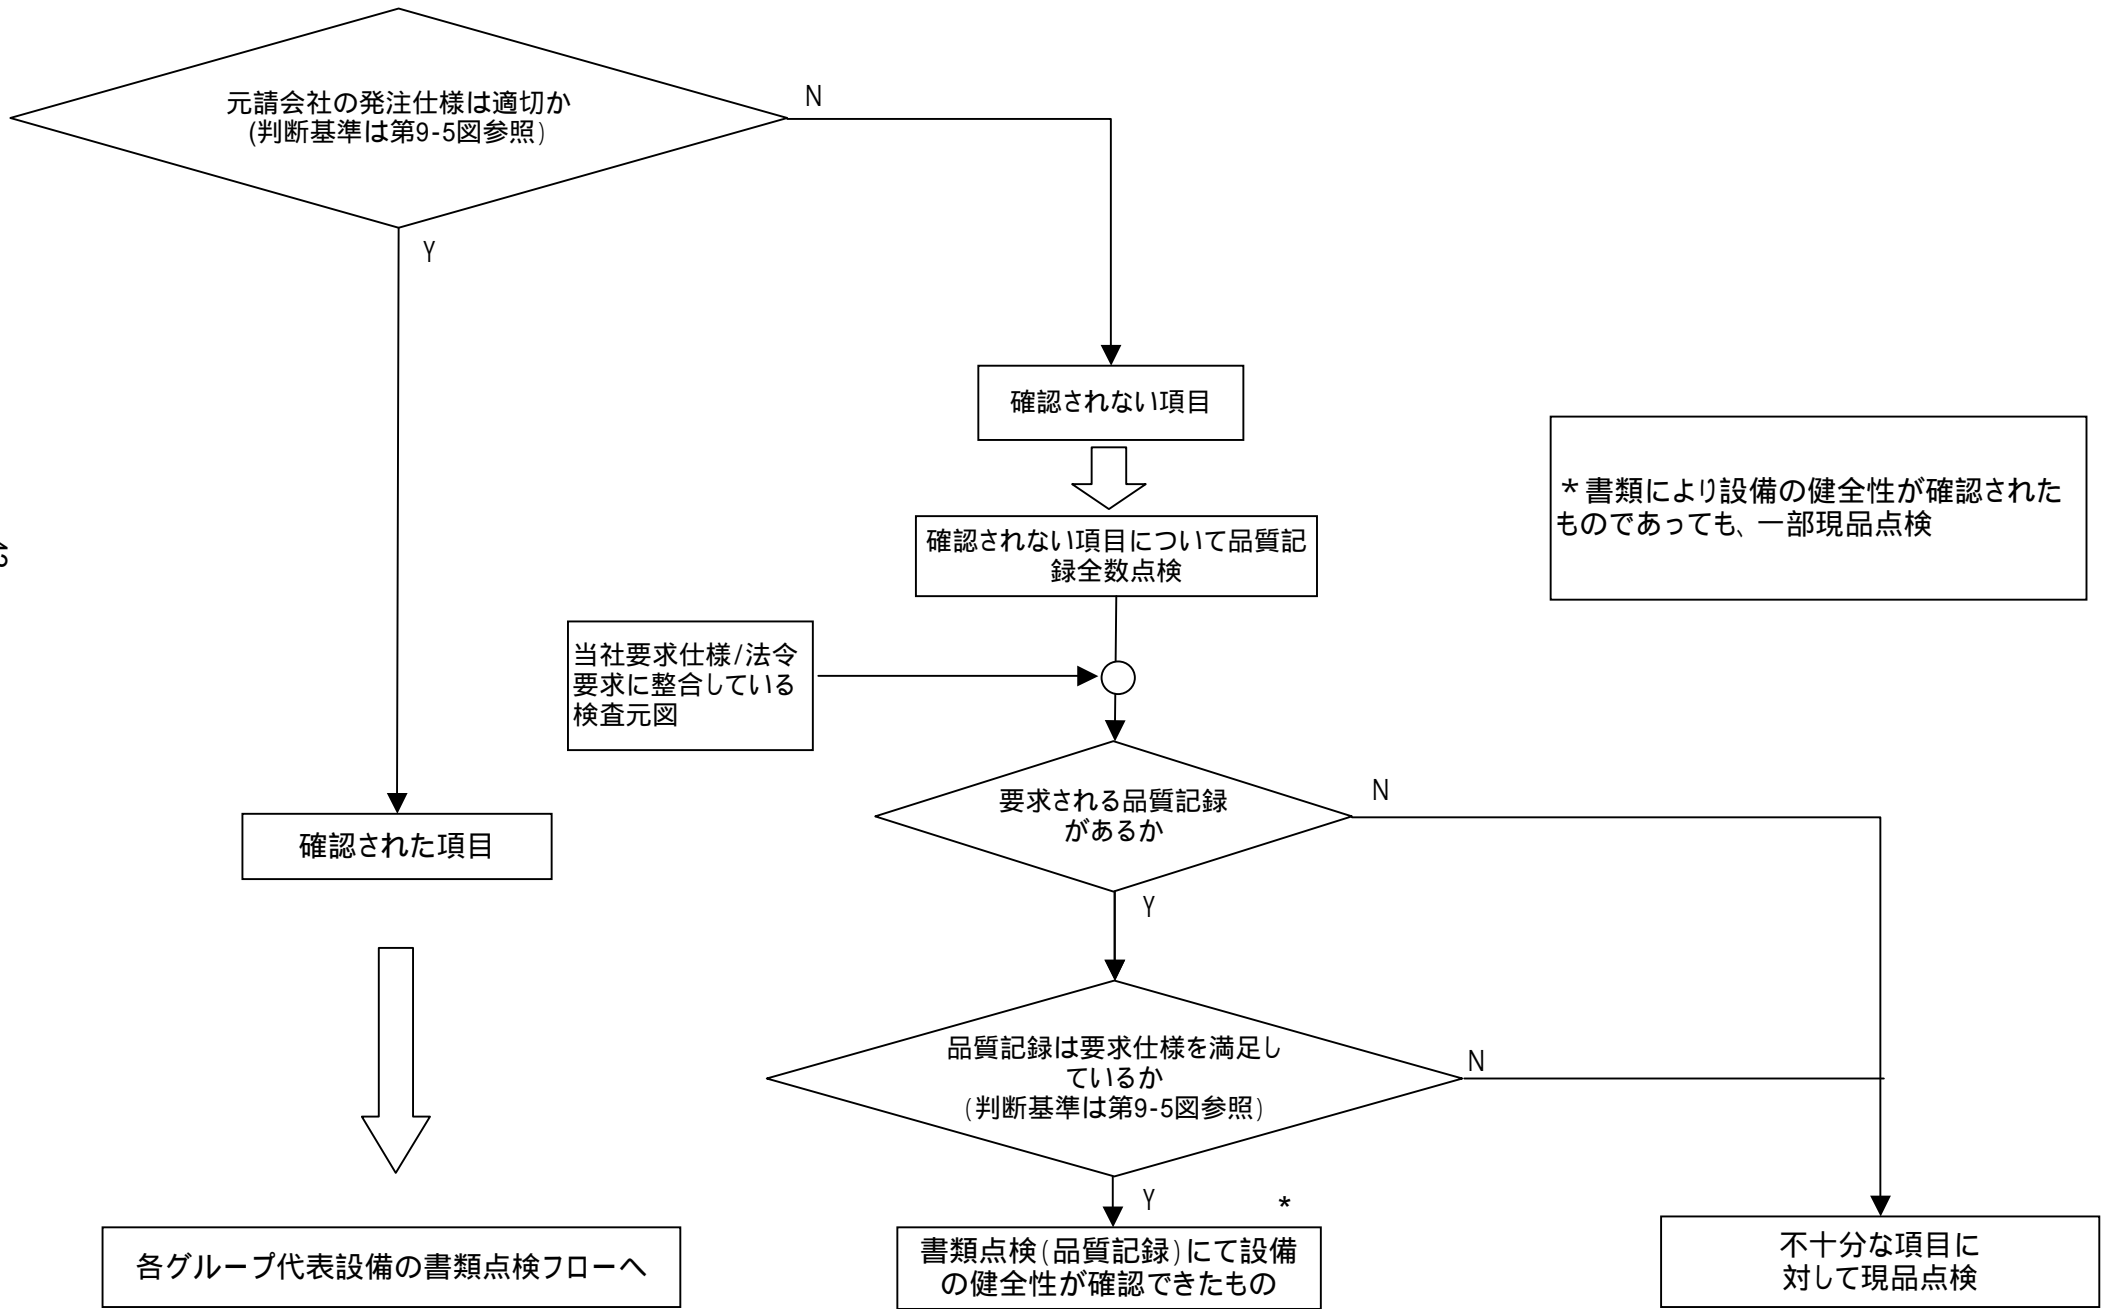 元請会社の発注仕様は適切か
(判断基準は第9-5図参照)
N
Y
確認されない項目
確認されない項目について品質記
録全数点検
*書類により設備の健全性が確認された
ものであっても、一部現品点検
当社要求仕様/法令
要求に整合している
検査元図
要求される品質記録
があるか
N
Y
確認された項目
品質記録は要求仕様を満足し
ているか
(判断基準は第9-5図参照)
N
Y
*
各グループ代表設備の書類点検フローへ
書類点検(品質記録)にて設備
の健全性が確認できたもの
不十分な項目に
対して現品点検